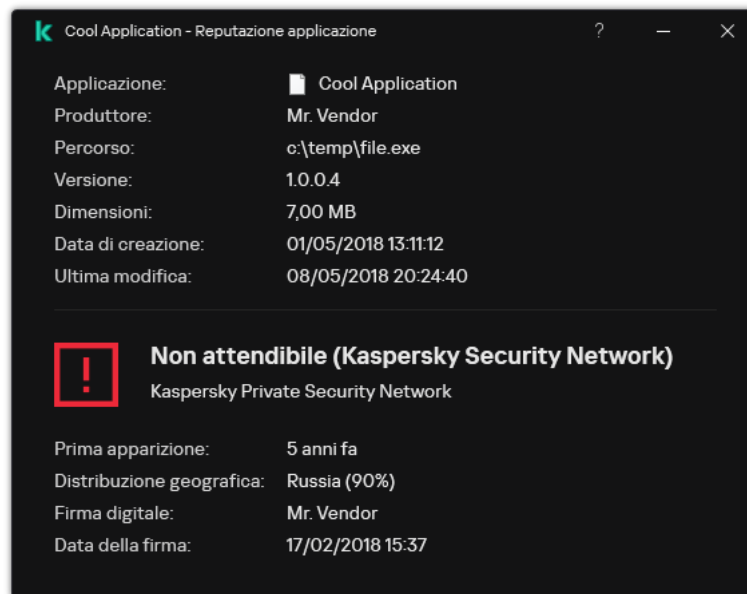 Cool Application - Reputazione applicazione
Applicazione: Cool Application
Produttore: Mr. Vendor
Percorso: c:\temp\file.exe
Versione: 1.0.0.4
Dimensioni: 7,00 MB
Data di creazione: 01/05/2018 13:11:12
Ultima modifica: 08/05/2018 20:24:40
Non attendibile (Kaspersky Security Network)
Kaspersky Private Security Network
Prima apparizione: 5 anni fa
Distribuzione geografica: Russia (90%)
Firma digitale: Mr. Vendor
Data della firma: 17/02/2018 15:37